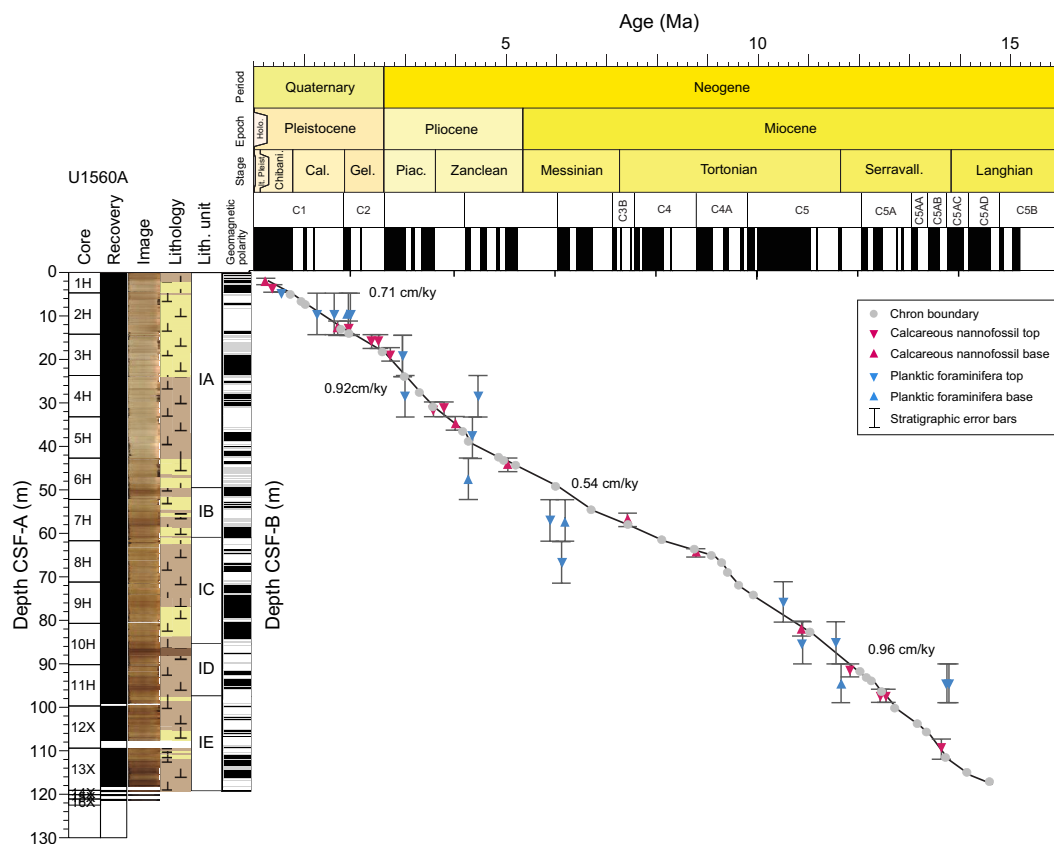 Age (Ma)
5 10 15
Period
Quaternary Neogene
Epoch
Holo. Pleistocene Pliocene Miocene
Stage
lt. Pleist. Chibani. Cal. Gel. Piac. Zanclean Messinian Tortonian Serravall. Langhian
C1 C2 C3B C4 C4A C5 C5A C5AA C5AB C5AC C5AD C5B
U1560A
Core
Recovery
Image
Lithology
Lith. unit
Geomagnetic
polarity
0
10
20
30
40
50
60
70
80
90
100
110
120
130
Depth CSF-A (m)
1H
2H
3H
4H
5H
6H
7H
8H
9H
10H
11H
12X
13X
IA
IB
IC
ID
IE
Depth CSF-B (m)
0.71 cm/ky
0.92cm/ky
0.54 cm/ky
0.96 cm/ky
Chron boundary
Calcareous nannofossil top
Calcareous nannofossil base
Planktic foraminifera top
Planktic foraminifera base
Stratigraphic error bars